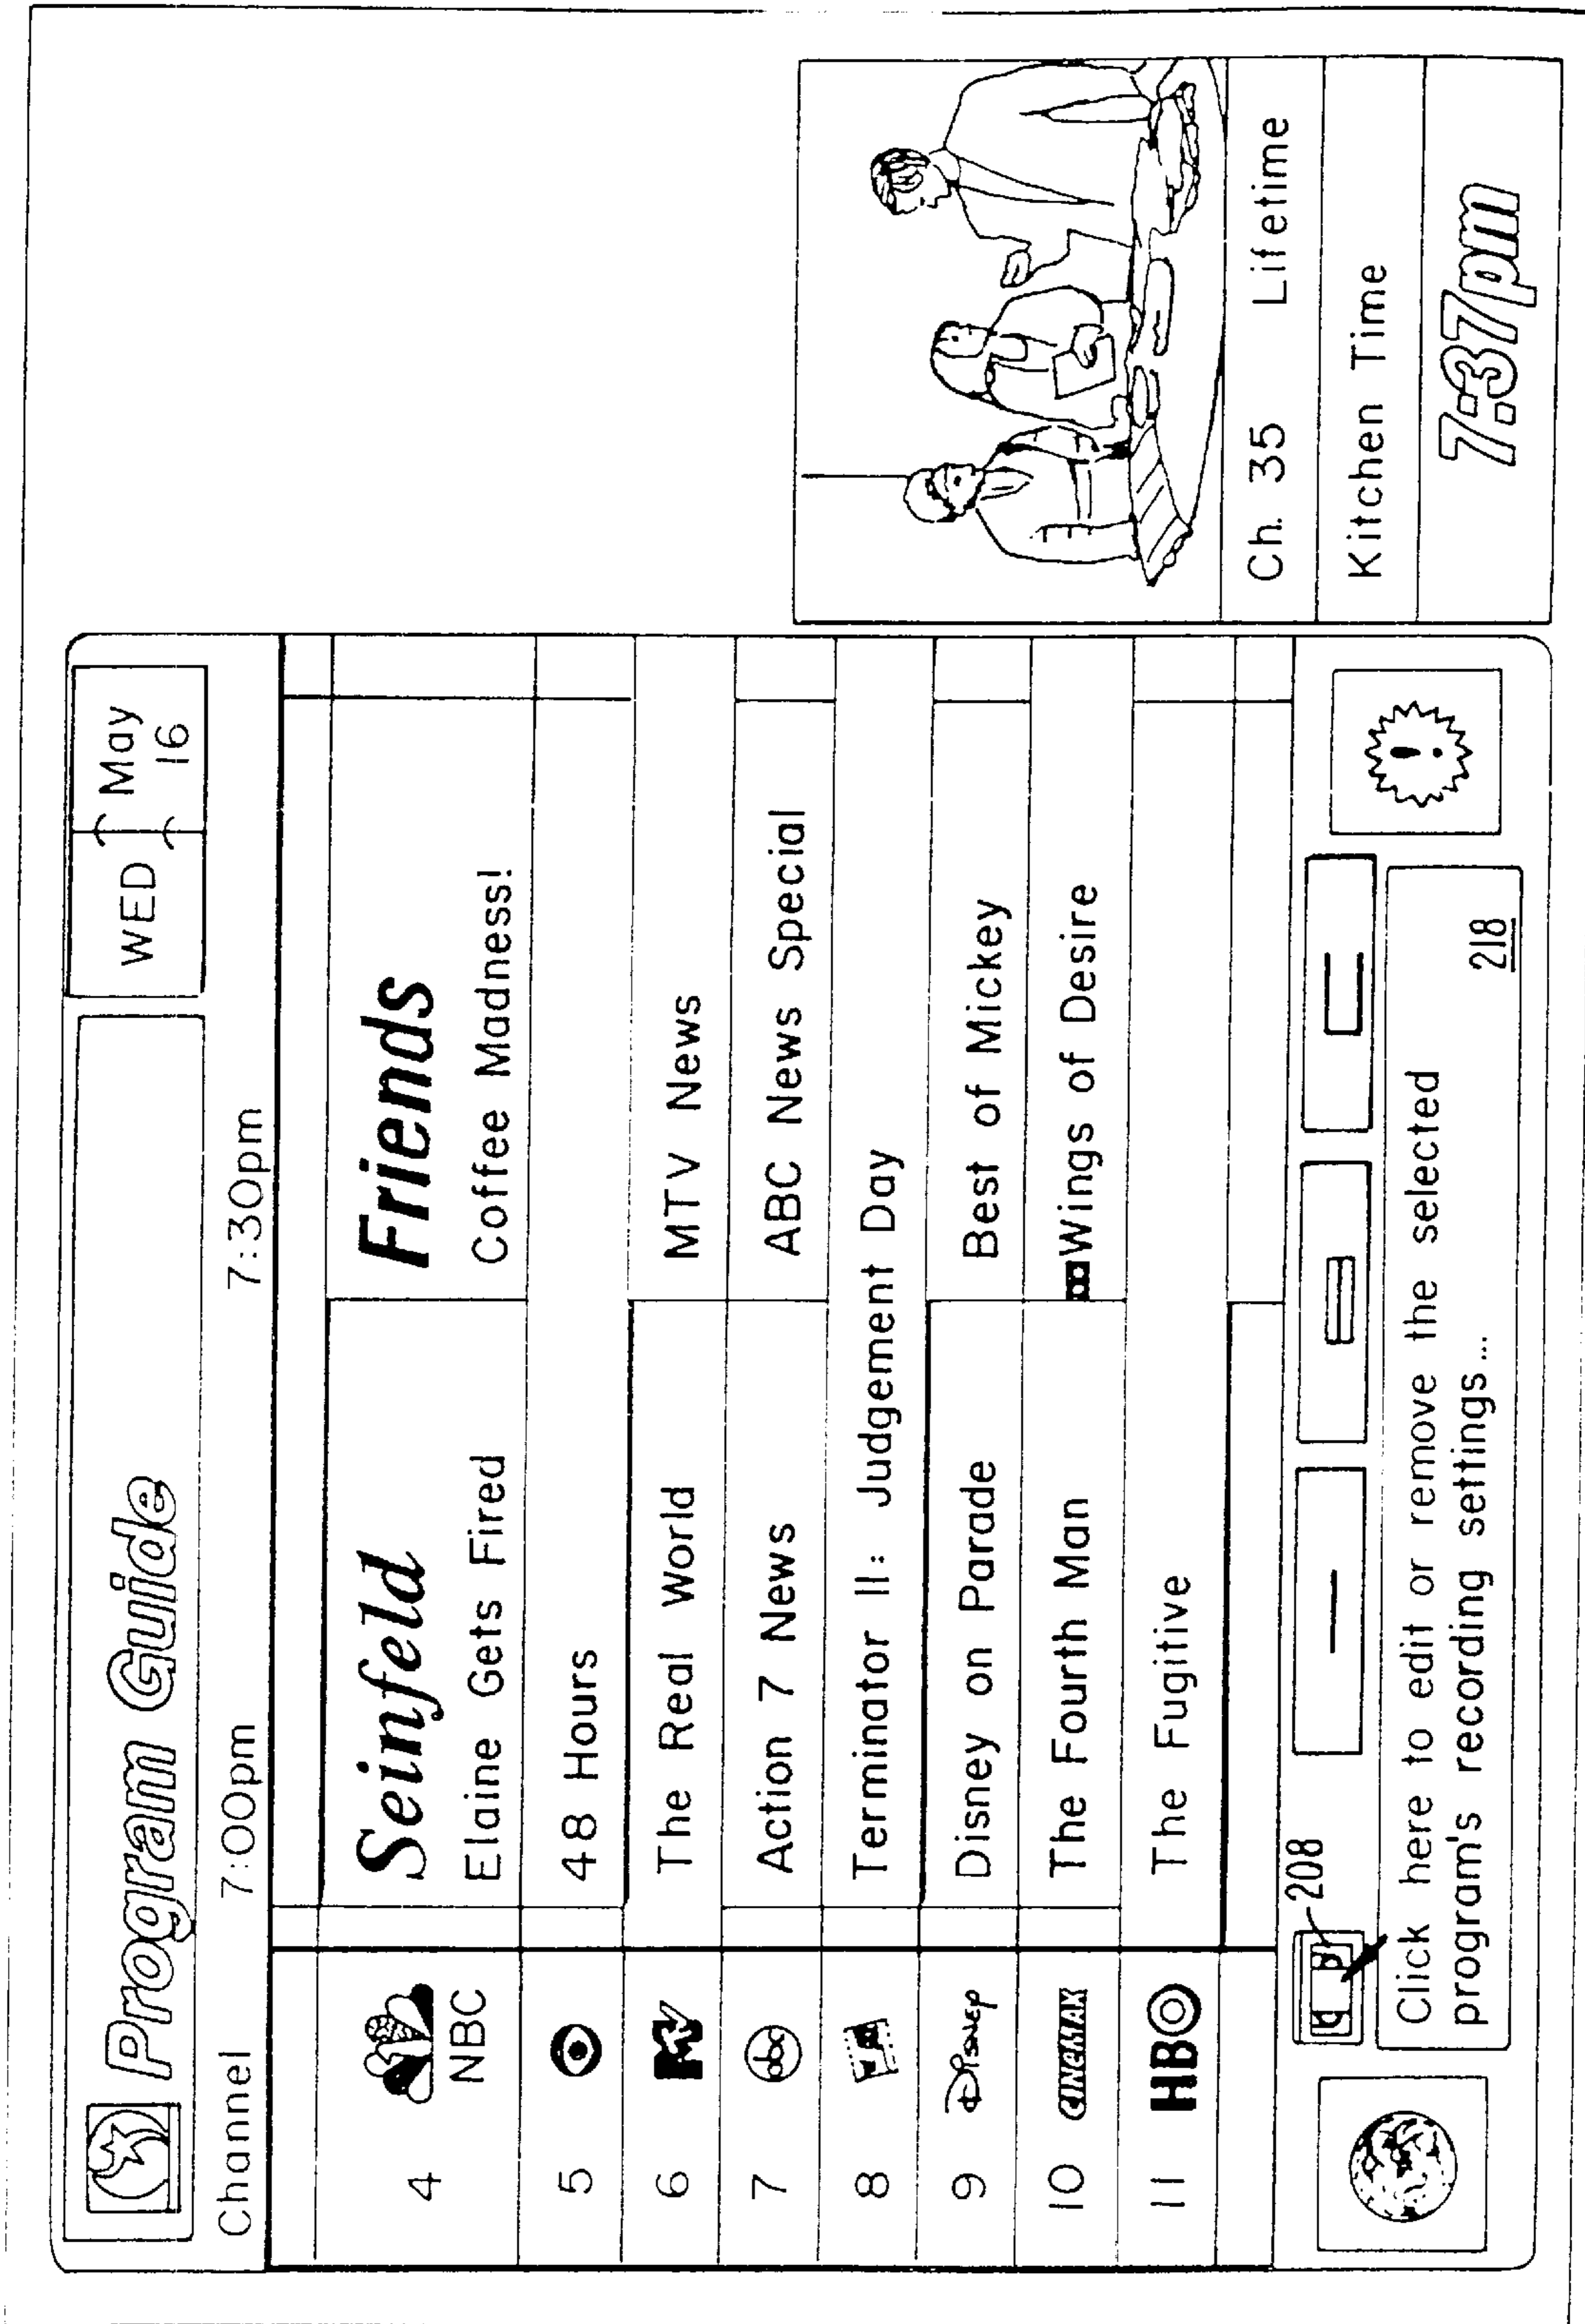 Program Guide
WED May
16
Channel 7:00pm 7:30pm
4 NBC Seinfeld Friends
Elaine Gets Fired Coffee Madness!
5 48 Hours
6 MTV The Real World MTV News
7 abc Action 7 News ABC News Special
8 Terminator II: Judgement Day
9 Disney Disney on Parade Best of Mickey
10 CINEMAX The Fourth Man Wings of Desire
11 HBO The Fugitive
208
Click here to edit or remove the selected
program's recording settings...
218
Ch. 35 Lifetime
Kitchen Time
7:37pm